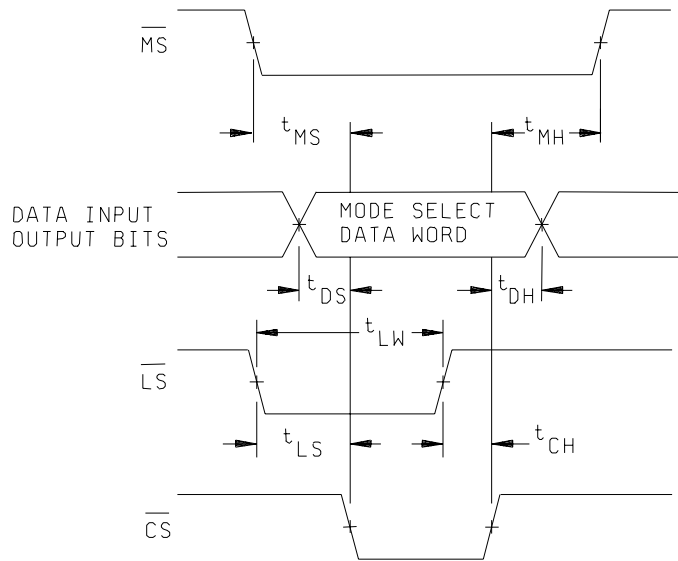 MS
tMS
tMH
DATA INPUT
OUTPUT BITS
MODE SELECT
DATA WORD
tDS
tDH
tLW
LS
tLS
tCH
CS